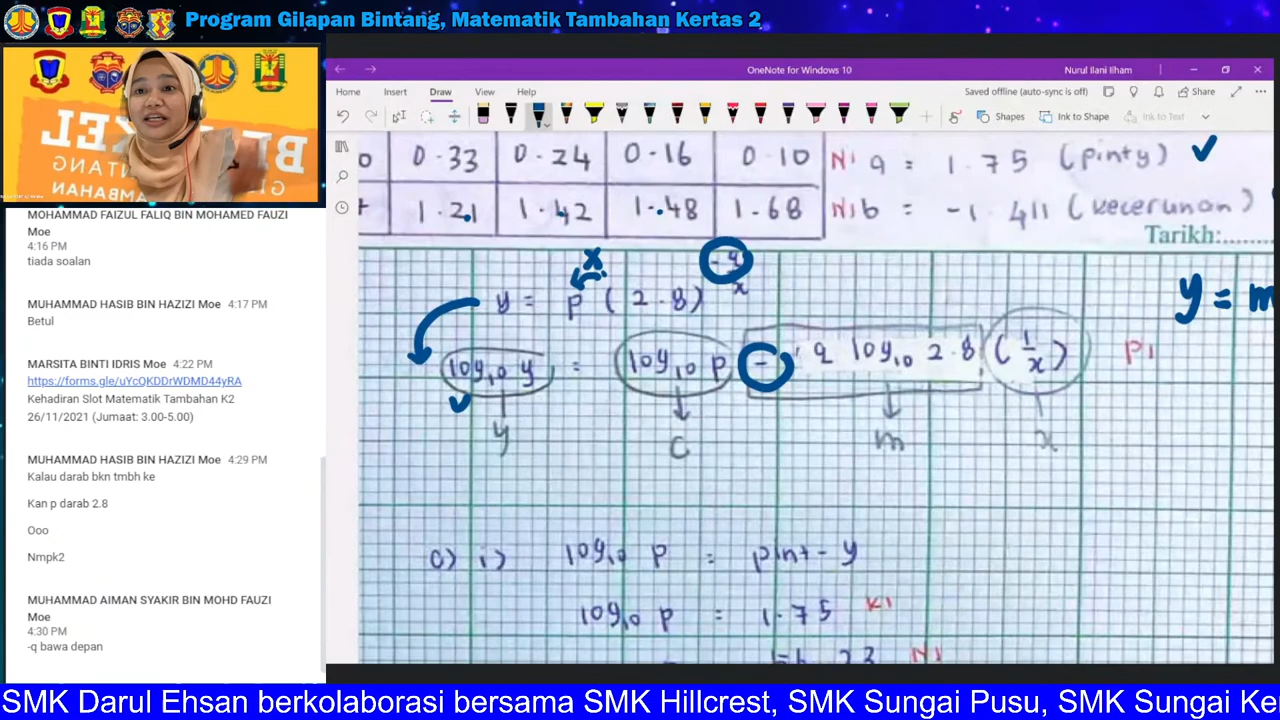 Program Gilapan Bintang, Matematik Tambahan Kertas 2
OneNote for Windows 10
Nurul Ilani Ilham
Home Insert Draw View Help
Saved offline (auto-sync is off)
Share
Shapes
Ink to Shape
Ink to Text
MOHAMMAD FAIZUL FALIQ BIN MOHAMED FAUZI
Moe
4:16 PM
tiada soalan
MUHAMMAD HASIB BIN HAZIZI Moe 4:17 PM
Betul
MARSITA BINTI IDRIS Moe 4:22 PM
https://forms.gle/uYcQKDDrWDMD44yRA
Kehadiran Slot Matematik Tambahan K2
26/11/2021 (Jumaat: 3.00-5.00)
MUHAMMAD HASIB BIN HAZIZI Moe 4:29 PM
Kalau darab bkn tmbh ke
Kan p darab 2.8
Ooo
Nmpk2
MUHAMMAD AIMAN SYAKIR BIN MOHD FAUZI
Moe
4:30 PM
-q bawa depan
0.33 0.24 0.16 0.10 N1 a = 1.75 (pinty)
1.21 1.42 1.48 1.68 N1 b = -1.411 (kecerunan)
Tarikh:.......
x
y = p (2.8) -q/x
y = m
log10 y = log10 p - q log10 2.8 (1/x) P1
y c m x
c) i) log10 p = pint-y
log10 p = 1.75 K1
N1
SMK Darul Ehsan berkolaborasi bersama SMK Hillcrest, SMK Sungai Pusu, SMK Sungai Ke